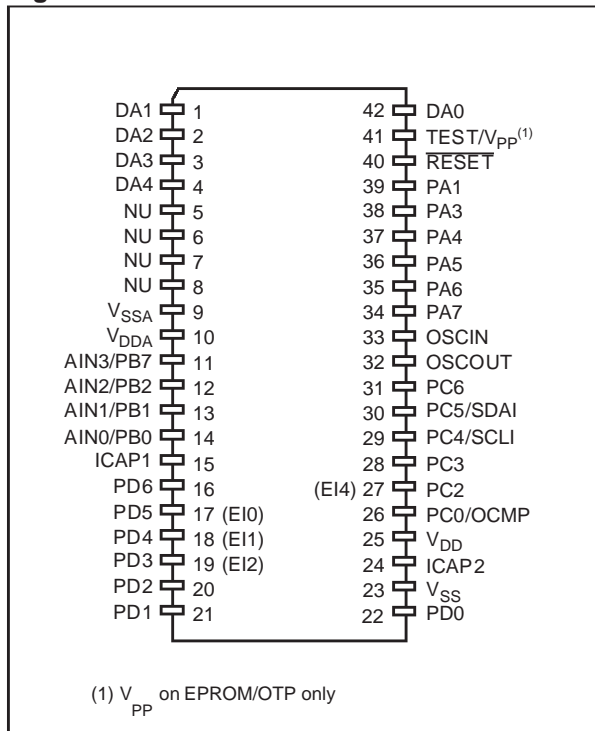 DA1 1 42 DA0
DA2 2 41 TEST/VPP(1)
DA3 3 40 RESET
DA4 4 39 PA1
NU 5 38 PA3
NU 6 37 PA4
NU 7 36 PA5
NU 8 35 PA6
VSSA 9 34 PA7
VDDA 10 33 OSCIN
AIN3/PB7 11 32 OSCOUT
AIN2/PB2 12 31 PC6
AIN1/PB1 13 30 PC5/SDAI
AIN0/PB0 14 29 PC4/SCLI
ICAP1 15 28 PC3
PD6 16 (EI4) 27 PC2
PD5 17 (EI0) 26 PC0/OCMP
PD4 18 (EI1) 25 VDD
PD3 19 (EI2) 24 ICAP2
PD2 20 23 VSS
PD1 21 22 PD0
(1) VPP on EPROM/OTP only